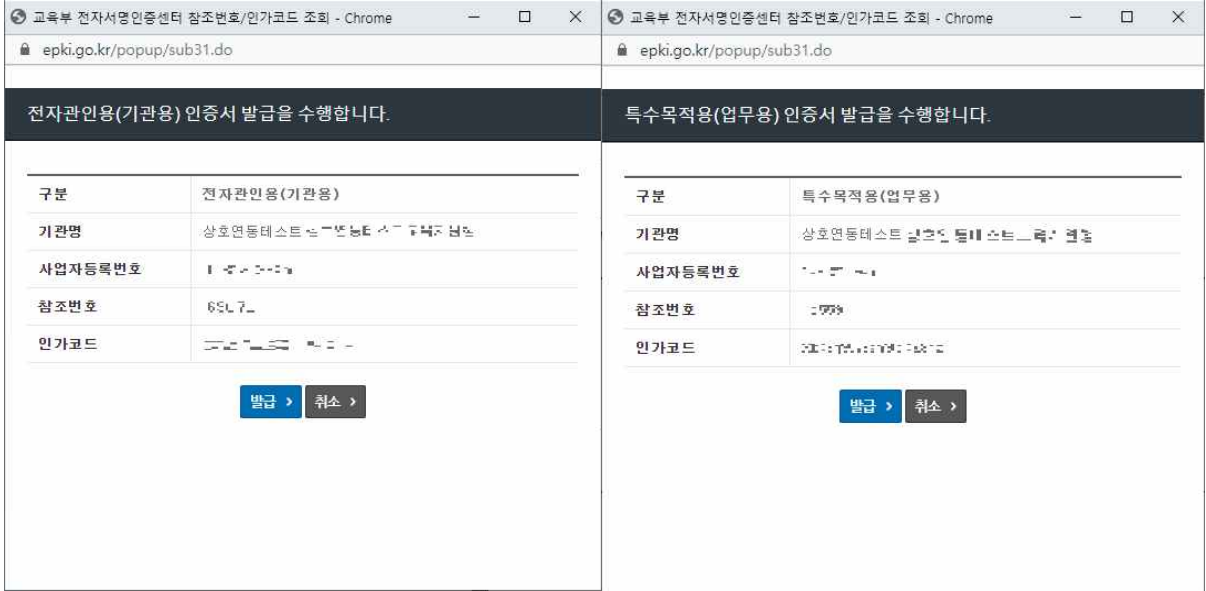 교육부 전자서명인증센터 참조번호/인가코드 조회 - Chrome
epki.go.kr/popup/sub31.do
전자관인용(기관용) 인증서 발급을 수행합니다.
구분 전자관인용(기관용)
기관명 상호연동테스트
사업자등록번호
참조번호
인가코드
발급 > 취소 >
교육부 전자서명인증센터 참조번호/인가코드 조회 - Chrome
epki.go.kr/popup/sub31.do
특수목적용(업무용) 인증서 발급을 수행합니다.
구분 특수목적용(업무용)
기관명 상호연동테스트
사업자등록번호
참조번호
인가코드
발급 > 취소 >